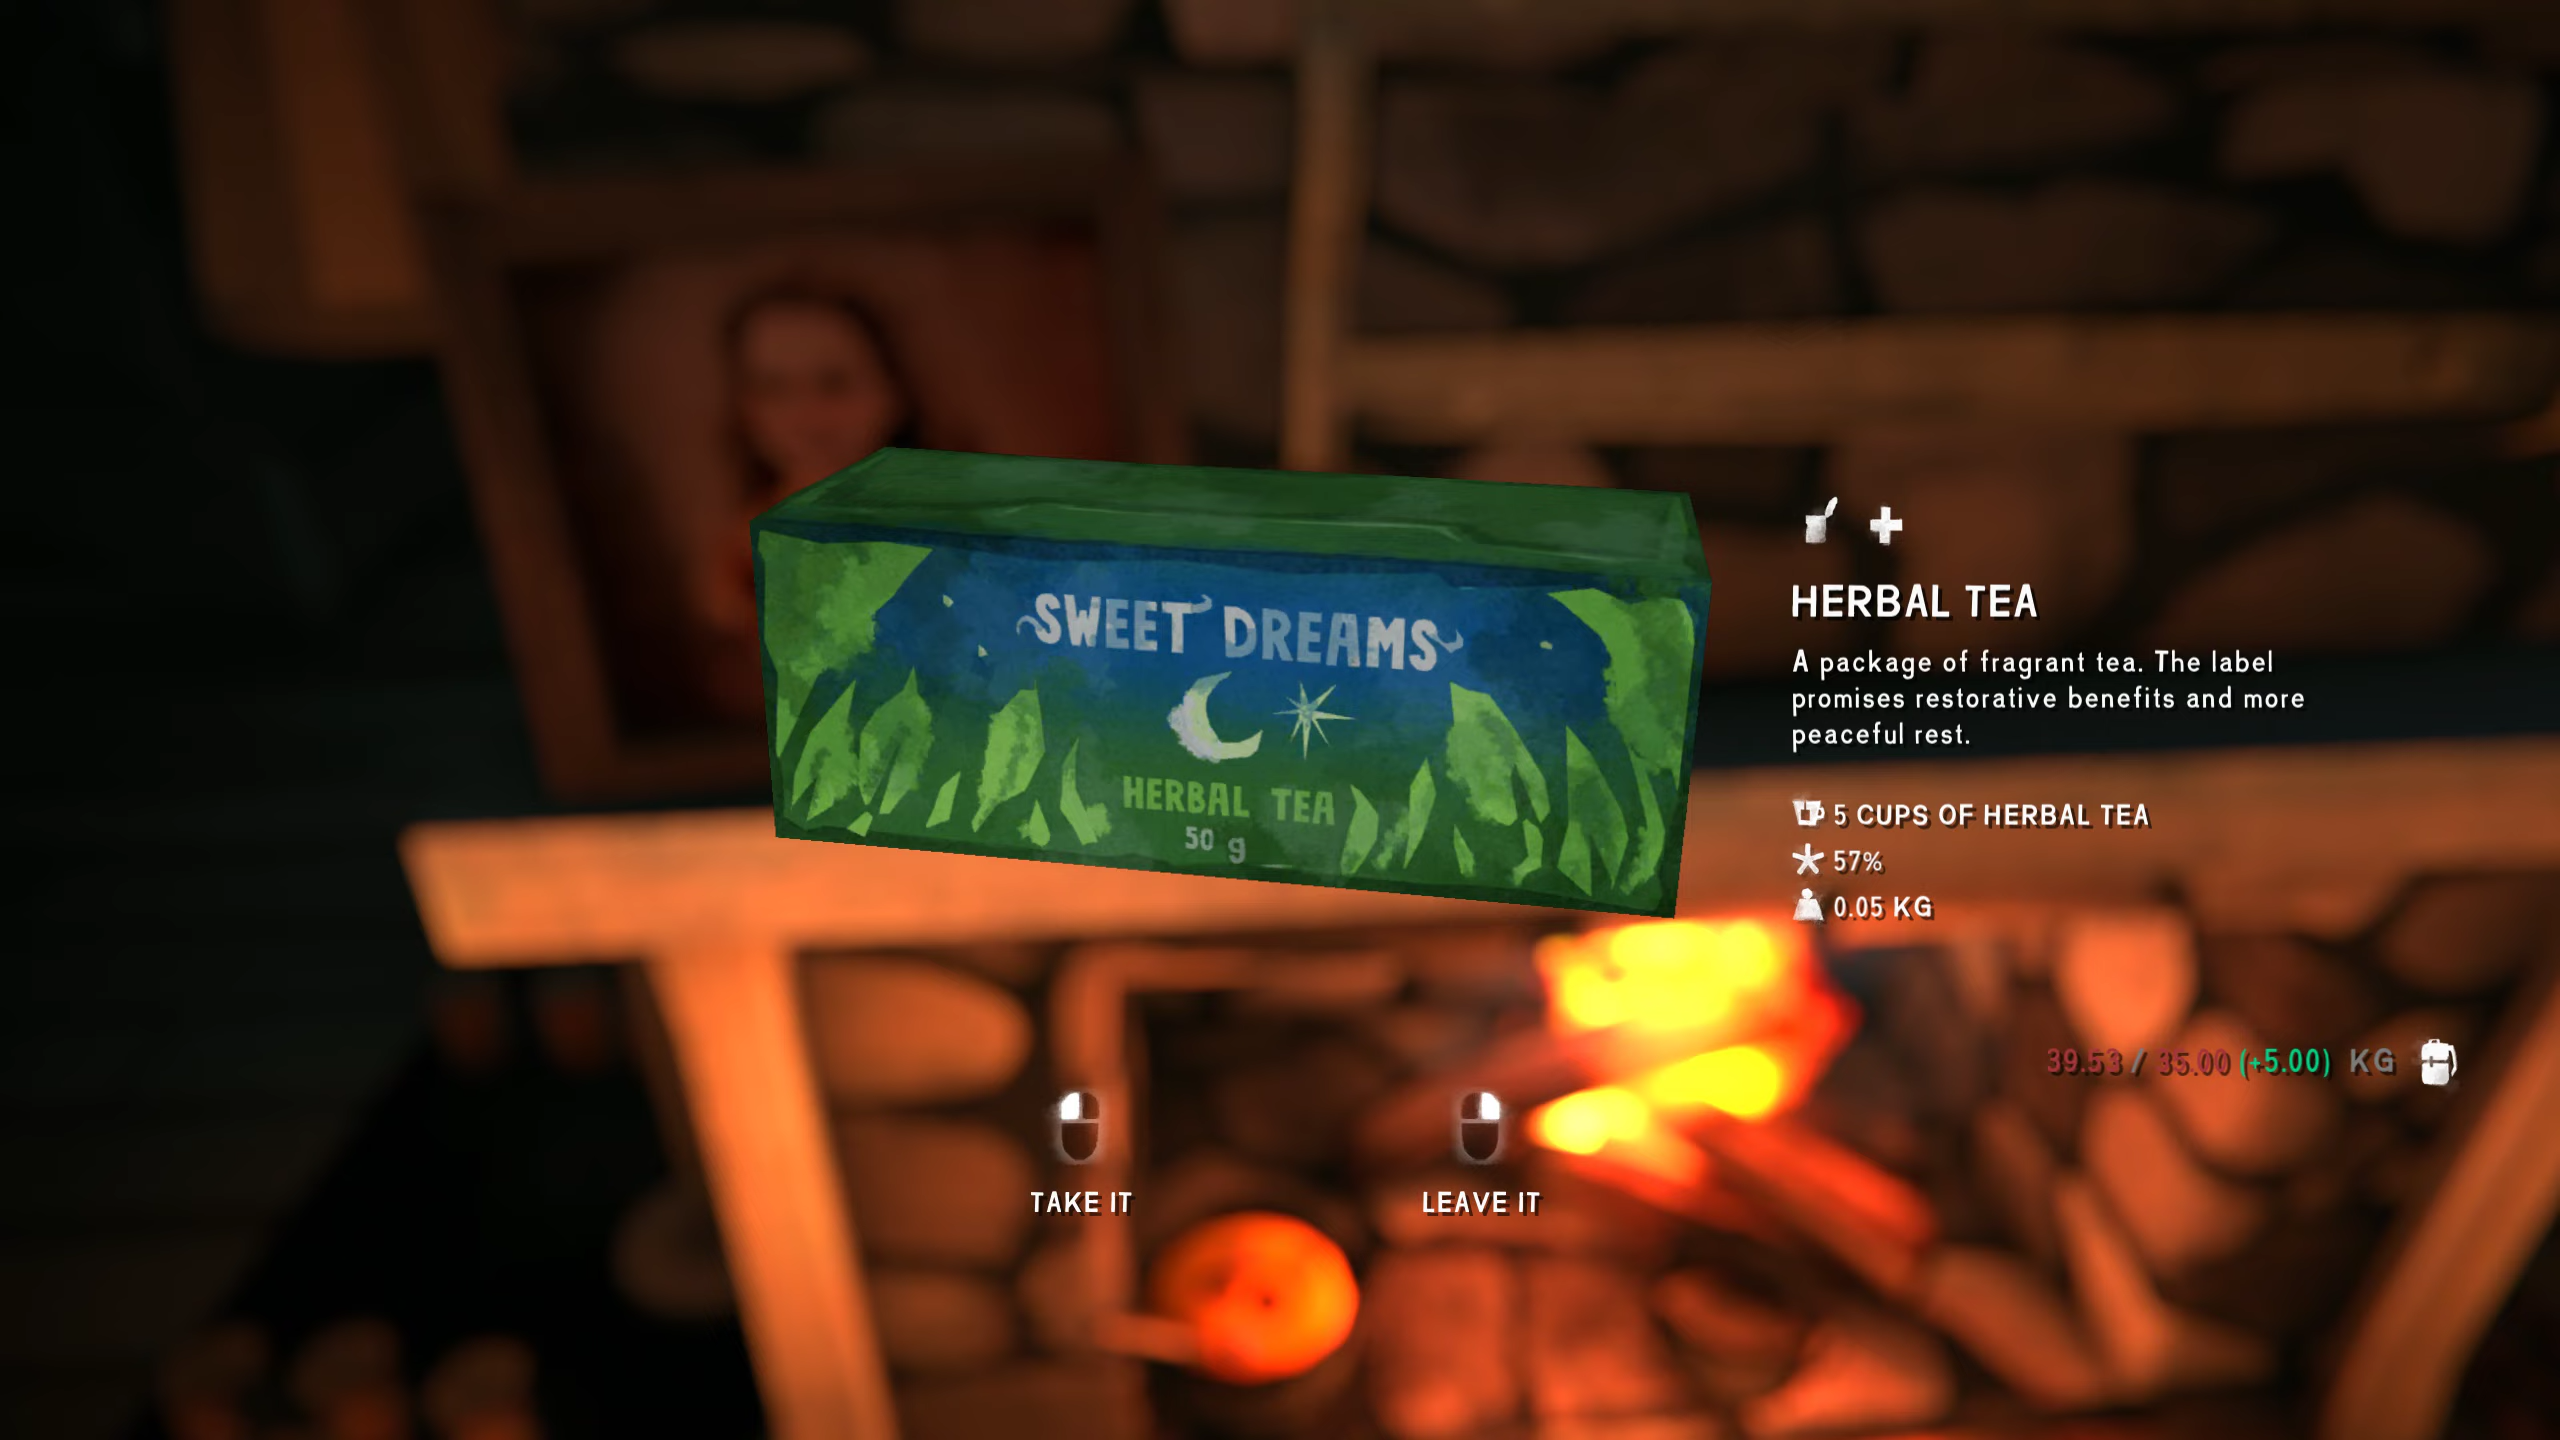 SWEET DREAMS
HERBAL TEA
50 g
HERBAL TEA
A package of fragrant tea. The label
promises restorative benefits and more
peaceful rest.
5 CUPS OF HERBAL TEA
57%
0.05 KG
39.53 / 35.00 (+5.00) KG
TAKE IT
LEAVE IT